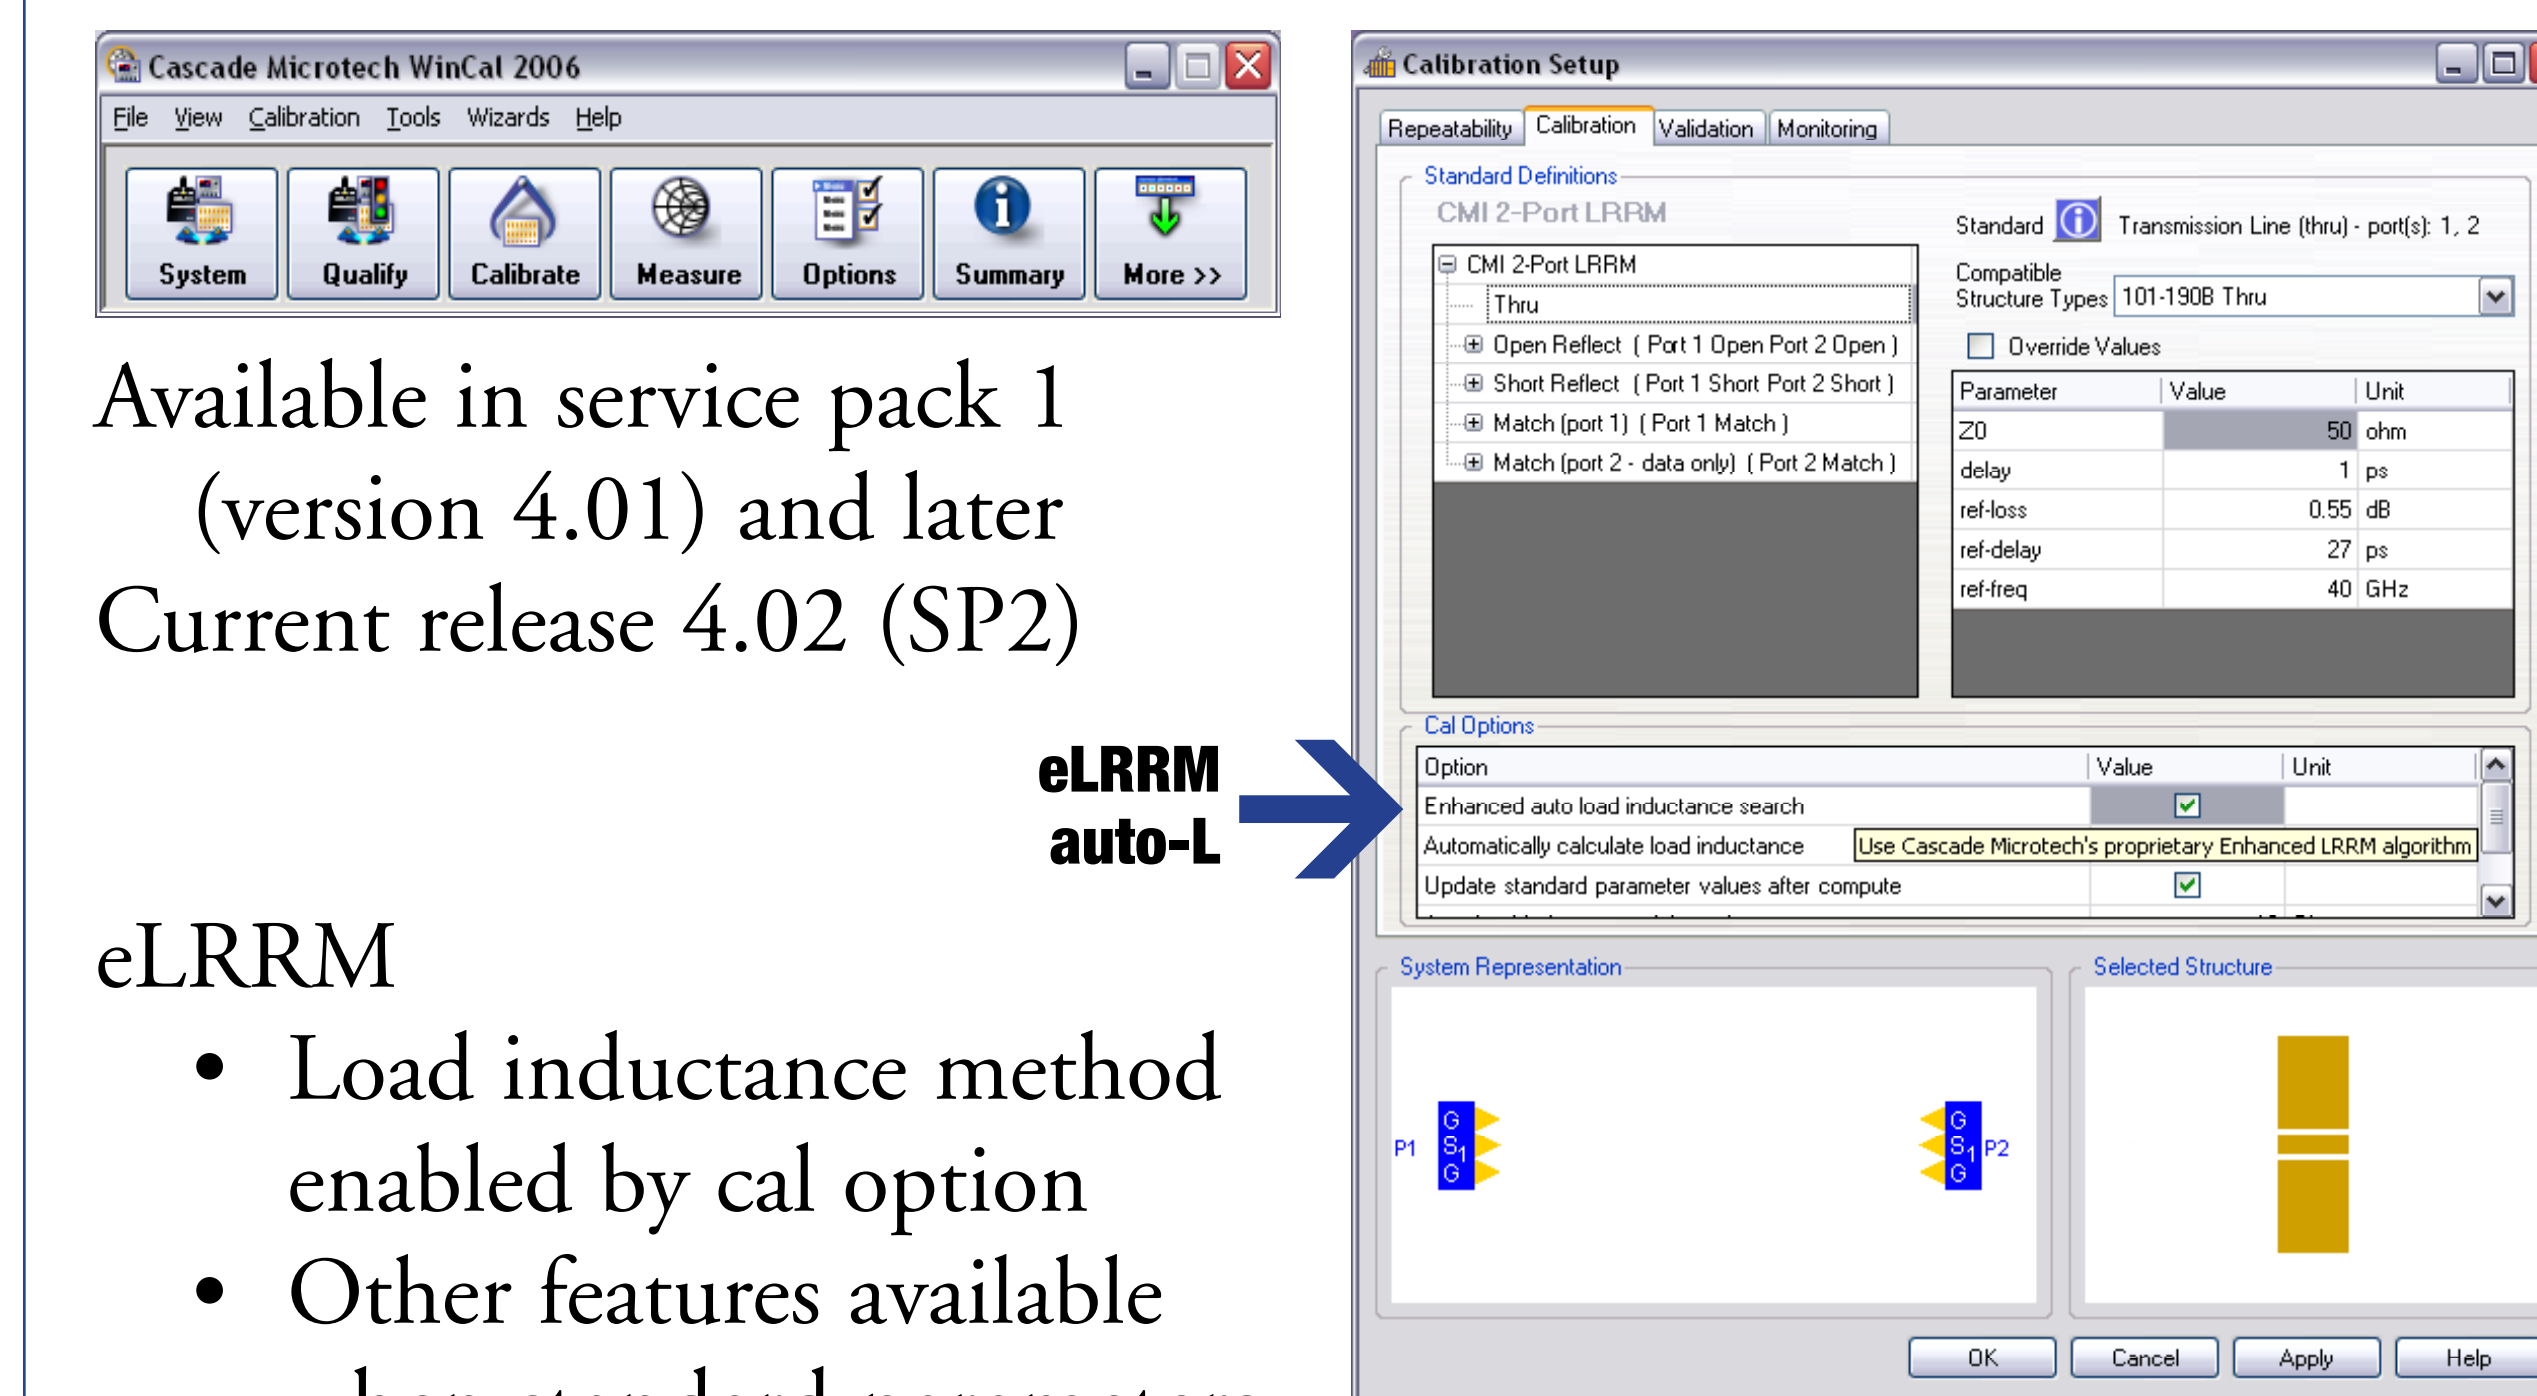 Cascade Microtech WinCal 2006
File View Calibration Tools Wizards Help
System Qualify Calibrate Measure Options Summary More >>
Available in service pack 1
(version 4.01) and later
Current release 4.02 (SP2)
eLRRM
auto-L
eLRRM
• Load inductance method
enabled by cal option
• Other features available
Calibration Setup
Repeatability Calibration Validation Monitoring
Standard Definitions
CMI 2-Port LRRM
CMI 2-Port LRRM
Thru
Open Reflect ( Port 1 Open Port 2 Open )
Short Reflect ( Port 1 Short Port 2 Short )
Match (port 1) ( Port 1 Match )
Match (port 2 - data only) ( Port 2 Match )
Standard Transmission Line (thru) - port(s): 1, 2
Compatible
Structure Types 101-190B Thru
Override Values
Parameter Value Unit
Z0 50 ohm
delay 1 ps
ref-loss 0.55 dB
ref-delay 27 ps
ref-freq 40 GHz
Cal Options
Option Value Unit
Enhanced auto load inductance search
Automatically calculate load inductance Use Cascade Microtech's proprietary Enhanced LRRM algorithm
Update standard parameter values after compute
System Representation
P1 G S1 G
G S1 G P2
Selected Structure
OK Cancel Apply Help